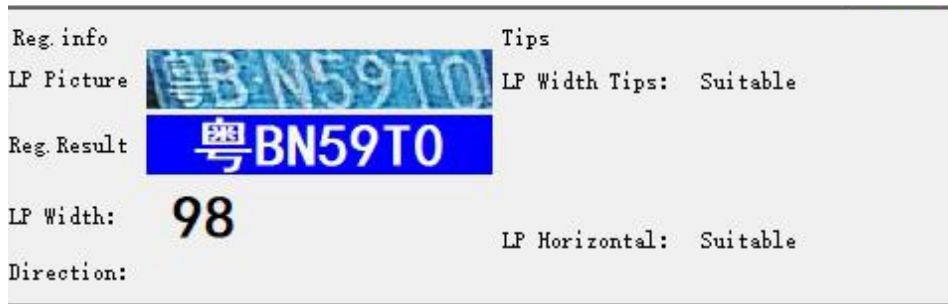 Reg. info
Tips
LP Picture
粤B·N59T0
LP Width Tips: Suitable
Reg. Result
粤BN59T0
LP Width: 98
LP Horizontal: Suitable
Direction: